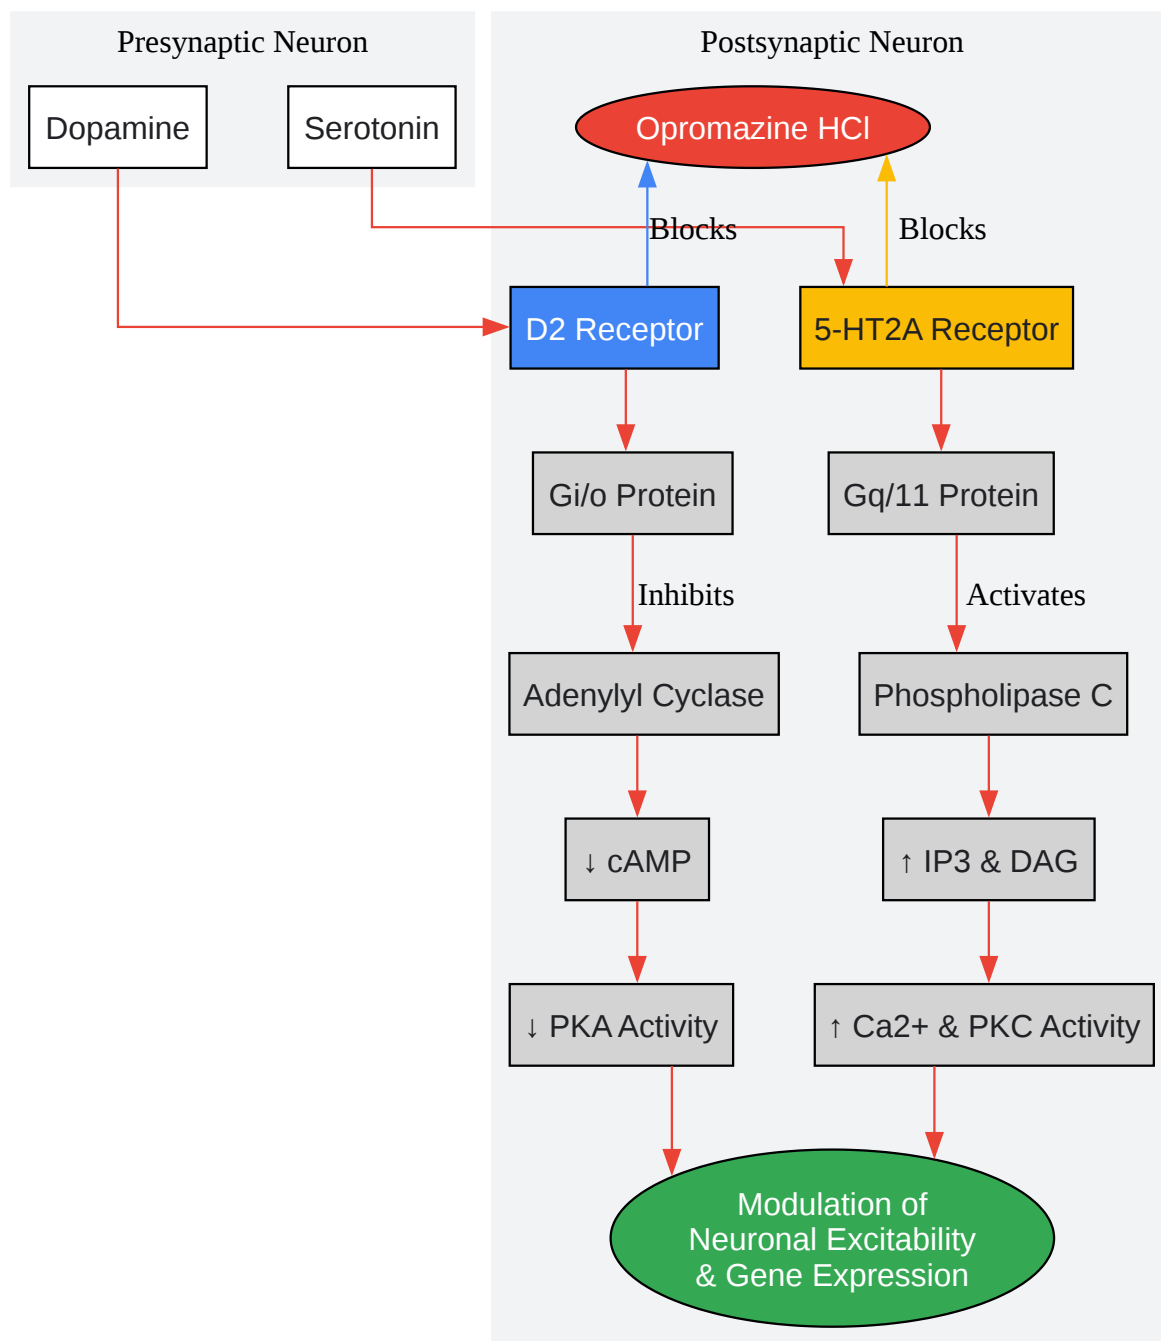 Presynaptic Neuron
Postsynaptic Neuron
Dopamine
Serotonin
Opromazine HCl
Blocks
Blocks
D2 Receptor
5-HT2A Receptor
Gi/o Protein
Gq/11 Protein
Inhibits
Activates
Adenylyl Cyclase
Phospholipase C
↓ cAMP
↑ IP3 & DAG
↓ PKA Activity
↑ Ca2+ & PKC Activity
Modulation of
Neuronal Excitability
& Gene Expression